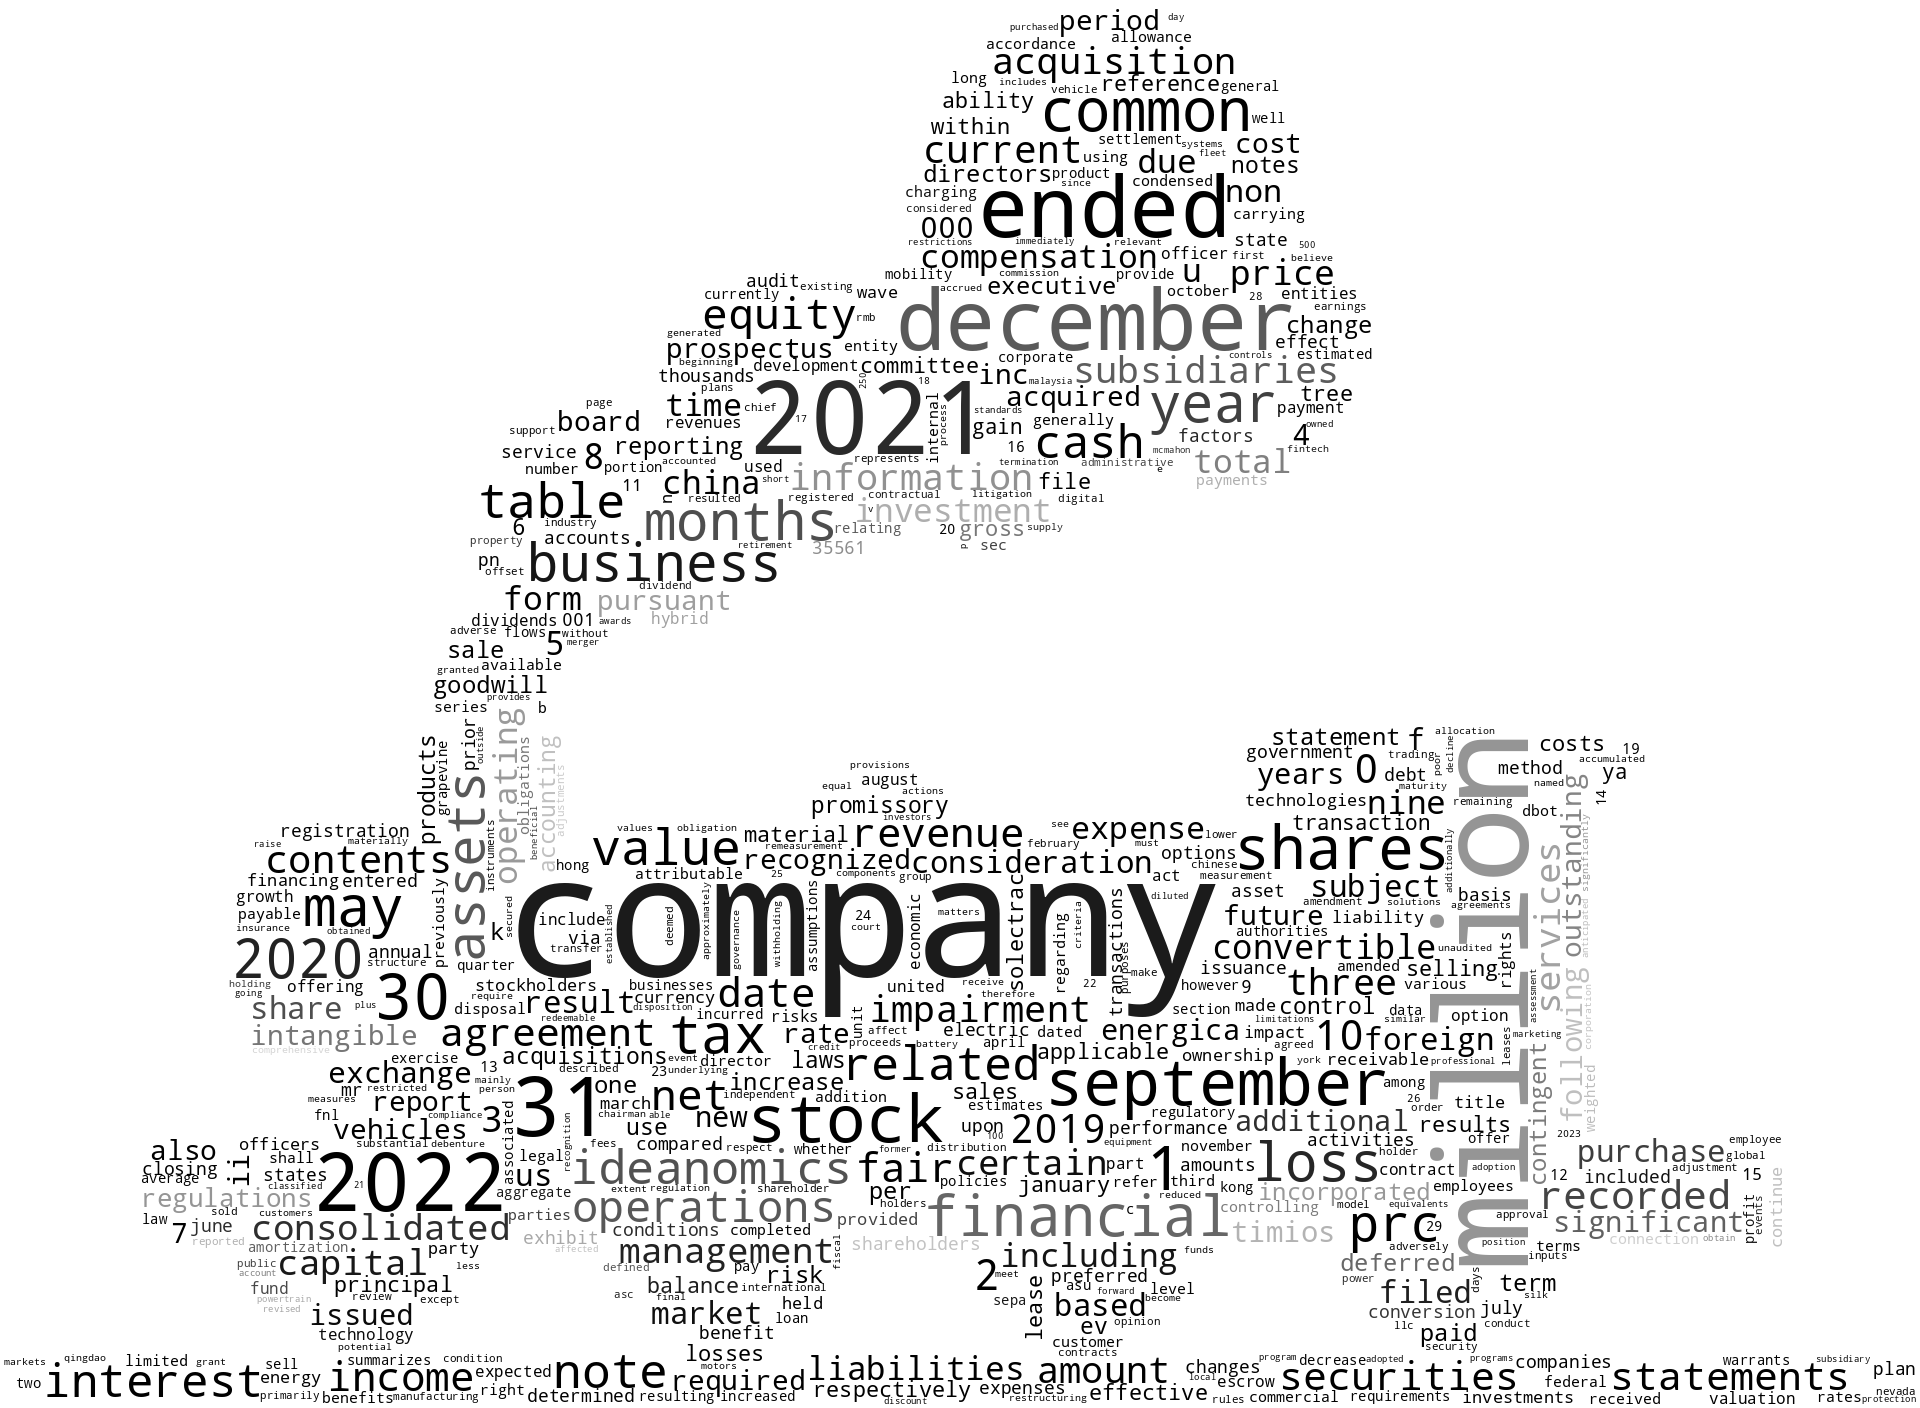 purchased period day
accordance allowance
acquisition
long includes vehicle reference general
ability common well
within settlement systems cost
current using due fleet notes
directors product since condensed non
charging ended carrying
considered 000
restrictions immediately relevant state 500
compensation officer first believe
mobility commission provide u price
audit existing wave accrued executive october 28 entities
currently equity rmb december earnings
generated change
prospectus entity corporate controls effect estimated
beginning development committee inc malaysia subsidiaries
thousands plans 250 18 acquired tree
page time chief 2021 17 internal process standards year payment
support board revenues gain generally owned
service 8 reporting 16 cash factors 4 fintech
number portion accounted used represents termination administrative mcmahon e total
table 11 china short information file payments
n resulted registered contractual litigation digital
6 industry months v investment
property accounts relating 20 gross supply
pn business retirement 35561 p sec
offset dividend
form pursuant
dividends 001 awards hybrid
adverse flows 5 without merger
sale
granted available
goodwill
series provides b
products grapevine prior outside operating obligations accounting adjustments beneficial assets instruments
statement f allocation costs 19
government trading poor decline method accumulated
years 0 debt maturity named ya
provisions
equal august actions
promissory investors
technologies nine remaining dbot 14
registration values obligation material revenue see expense lower transaction
raise materially value remeasurement february must shares additionally
contents hong recognized consideration options chinese
financing entered attributable 25 components group act measurement subject basis
growth may previously secured company diluted asset amendment solutions agreements
payable k include established deemed approximately governance withholding assumptions 24 court economic matters solectrac regarding criteria transactions purposes future liability
insurance obtained via authorities
2020 annual transfer convertible unaudited rights
structure quarter make issuance amended selling
holding going offering stockholders businesses united receive 22 however 9 three various
share plus 30 disposal require result currency disposition date therefore section made control data assessment
intangible redeemable incurred risks unit impairment limitations similar option
comprehensive agreement tax rate affect electric dated energica impact 10 foreign marketing
exercise acquisitions event director credit proceeds battery april agreed leases
exchange 13 described 23 underlying laws related applicable ownership york receivable professional
mr restricted mainly person 31 one net increase september among
measures report march independent addition sales 26 title
fnl compliance 3 chairman able new stock estimates regulatory order
vehicles use upon 2019 performance additional results
also officers substantial debenture associated recognition fees compared respect whether former distribution 100 equipment november activities offer 2023
closing shall legal ideanomics fair certain part 1 amounts loss holder contract adoption purchase employee global
average ii states us policies refer third included adjustment 15
classified 21 2022 aggregate extent regulation shareholder per january reduced kong incorporated employees contingent 12
regulations holders controlling model equivalents recorded continue
law sold customers parties operations provided financial c prc 29 approval significant profit events
7 june consolidated conditions completed timios
reported exhibit affected shareholders adversely position terms connection obtain
amortization party management fiscal including funds inputs
public account capital less defined pay risk 2 meet preferred deferred million
fund principal balance international asu forward level power filed days term
powertrain revised review except asc final held sepa lease based become conversion july silk
issued market loan ev opinion llc conduct
technology benefit customer paid
potential losses contracts security
services following outstanding anticipated significantly corporation weighted
markets qingdao limited grant sell summarizes condition expected note motors liabilities amount changes program decrease adopted programs companies warrants subsidiary plan
two interest energy income required local escrow securities federal statements
primarily benefits manufacturing right determined resulting increased respectively expenses restructuring effective rules commercial requirements investments received valuation rates nevada protection
discount